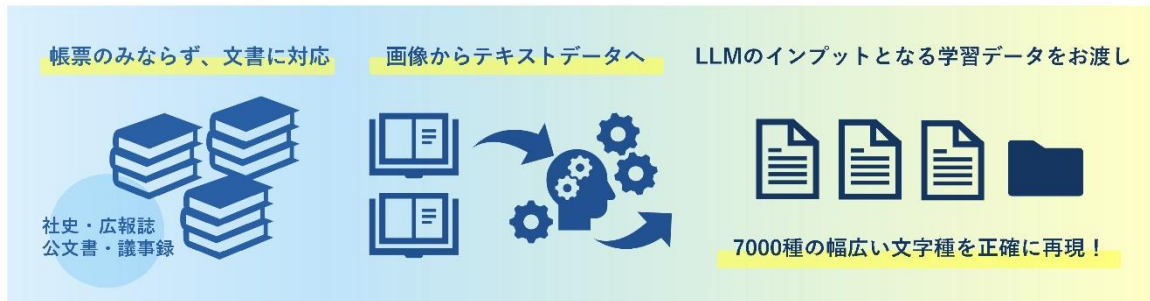 帳票のみならず、文書に対応
社史・広報誌
公文書・議事録
画像からテキストデータへ
LLMのインプットとなる学習データをお渡し
7000種の幅広い文字種を正確に再現！